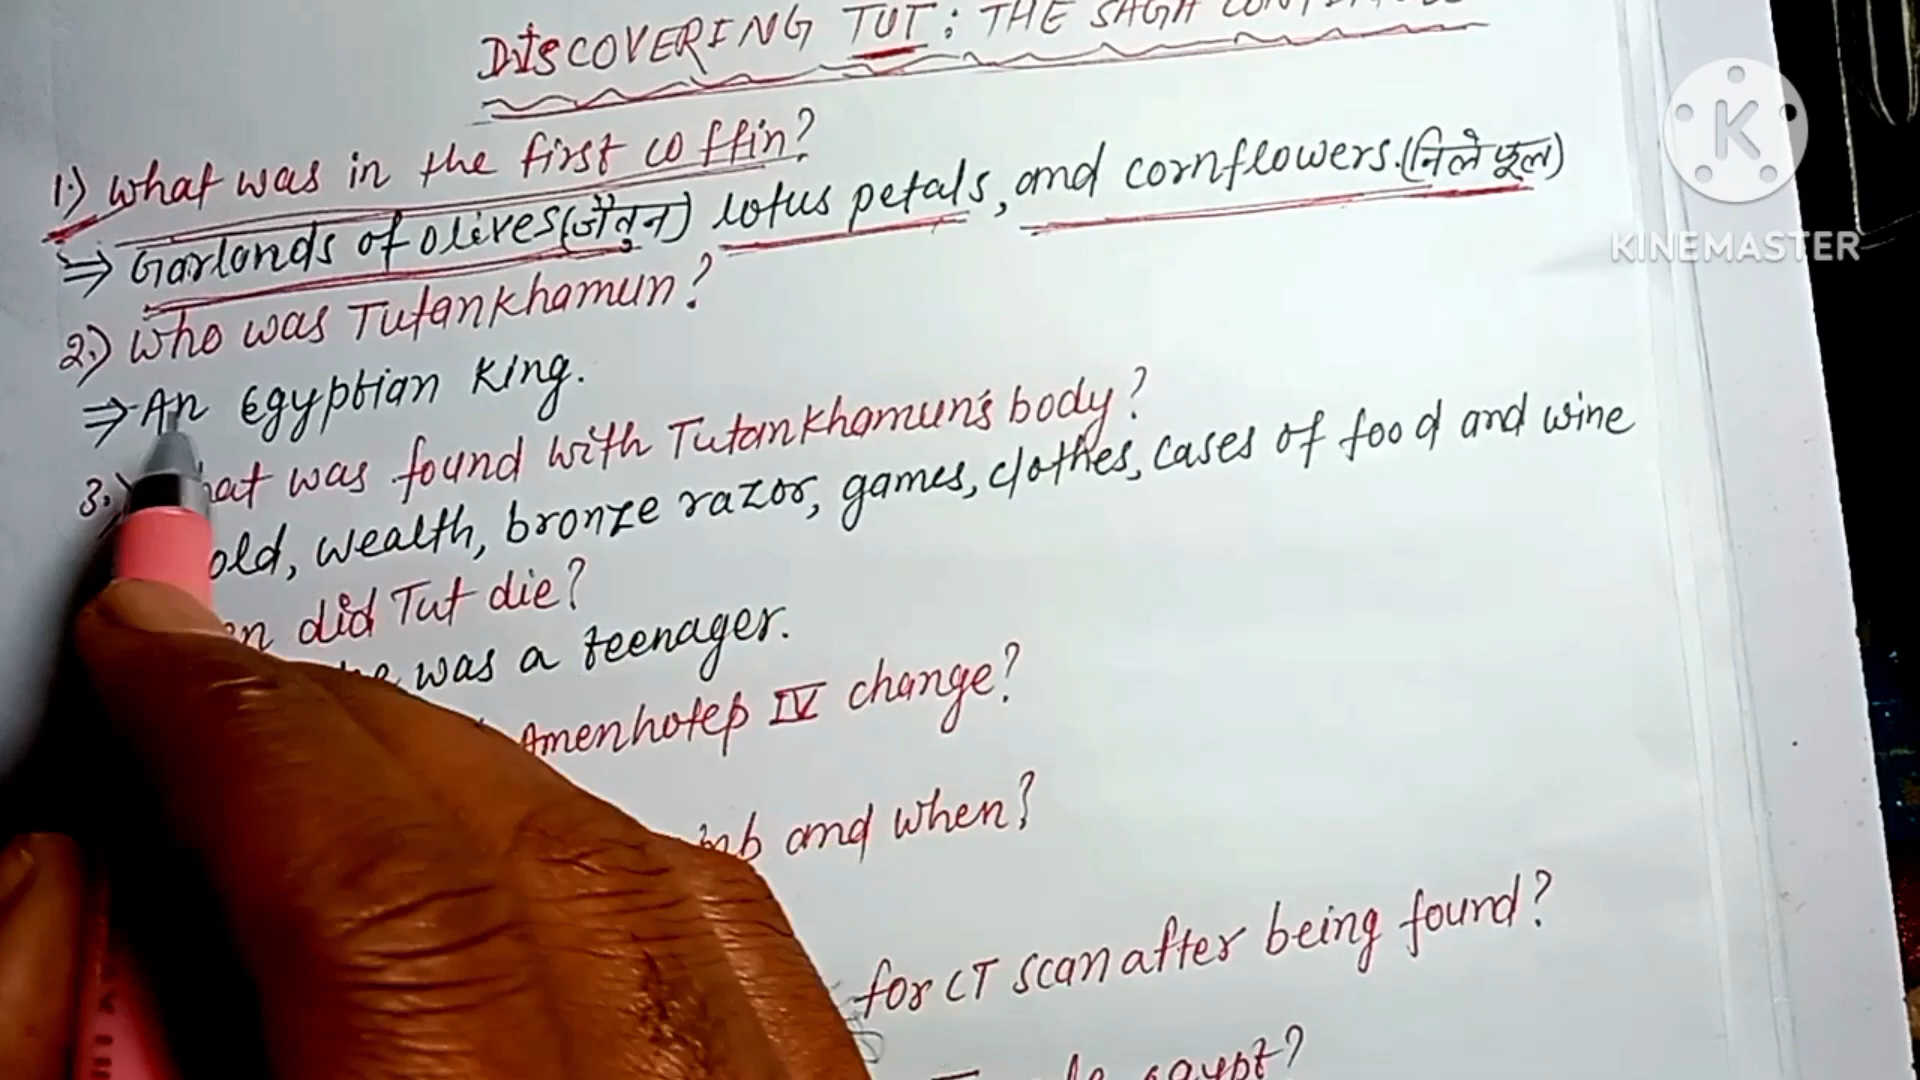 DISCOVERING TUT: THE SAGA
1.) What was in the first coffin?
⇒ Garlands of olives (जैतून) lotus petals, and cornflowers. (निले फूल)
2.) Who was Tutankhamun?
⇒ An Egyptian King.
3.) was found with Tutankhamun's body?
wealth, bronze razor, games, clothes, cases of food and wine
did Tut die?
was a teenager.
Amenhotep IV change?
and when?
for CT scan after being found?
egypt?
K
KINEMASTER